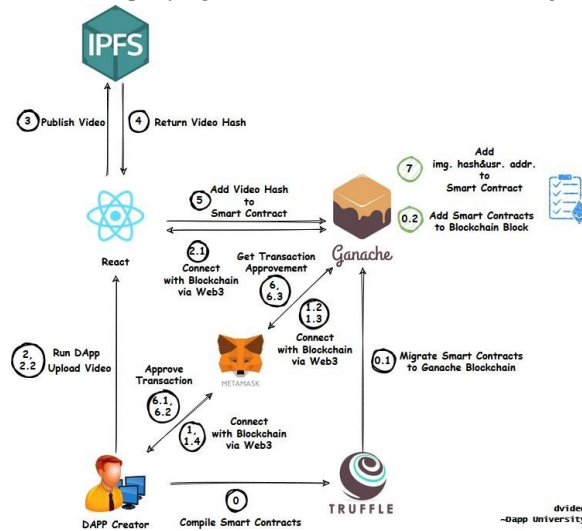 IPFS
3 Publish Video
4 Return Video Hash
7
Add
img. hash&usr. addr.
to
Smart Contract
5
Add Video Hash
to
Smart Contract
0.2
Add Smart Contracts
to Blockchain Block
React
2.1
Connect
with Blockchain
via Web3
Get Transaction
Approvement
6,
6.3
Ganache
1.2
1.3
Connect
with Blockchain
via Web3
2,
2.2
Run DApp
Upload Video
Approve
Transaction
6.1,
6.2
METAMASK
0.1
Migrate Smart Contracts
to Ganache Blockchain
1,
1.4
Connect
with Blockchain
via Web3
DAPP Creator
0
Compile Smart Contracts
TRUFFLE
~Dapp University